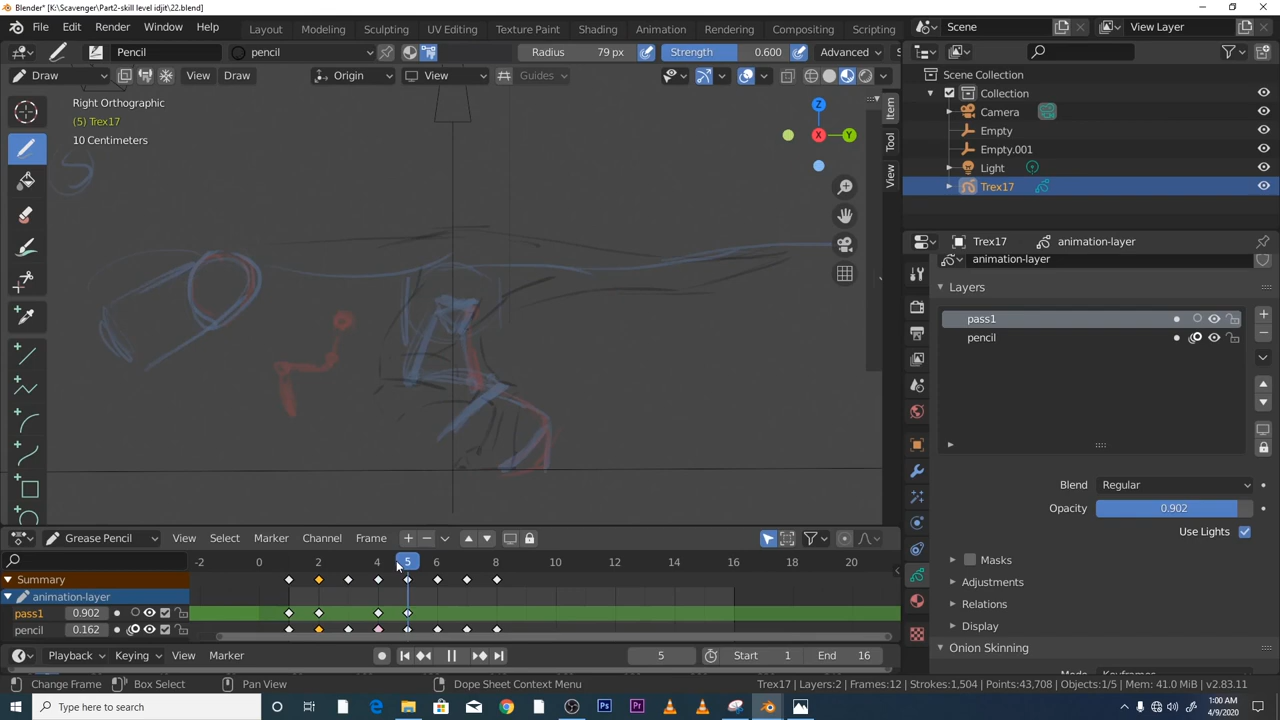 Blender* [K:\Scavenger\Part2-skill level idjit\22.blend]
File Edit Render Window Help Layout Modeling Sculpting UV Editing Texture Paint Shading Animation Rendering Compositing Scripting Scene View Layer
Pencil pencil Radius 79 px Strength 0.600 Advanced
Draw View Draw Origin View Guides
Right Orthographic
(5) Trex17
10 Centimeters
Z
X Y
Item
Tool
View
Scene Collection
Collection
Camera
Empty
Empty.001
Light
Trex17
Trex17 animation-layer
animation-layer
Layers
pass1
pencil
Blend Regular
Opacity 0.902
Use Lights
Masks
Adjustments
Relations
Display
Onion Skinning
Grease Pencil View Select Marker Channel Frame
-2 0 2 4 5 6 8 10 12 14 16 18 20
Summary
animation-layer
pass1 0.902
pencil 0.162
Playback Keying View Marker 5 Start 1 End 16
Change Frame Box Select Pan View Dope Sheet Context Menu Trex17 | Layers:2 | Frames:12 | Strokes:1,504 | Points:43,708 | Objects:1/5 | Mem: 41.0 MiB | v2.83.11
Type here to search
1:00 AM
4/9/2020